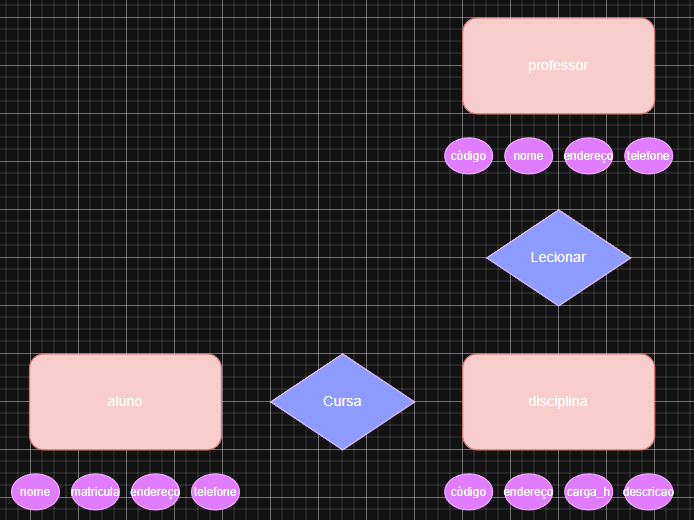 professor
código
nome
endereço
telefone
Lecionar
aluno
Cursa
disciplina
nome
matricula
endereço
telefone
código
endereço
carga_h
descricao